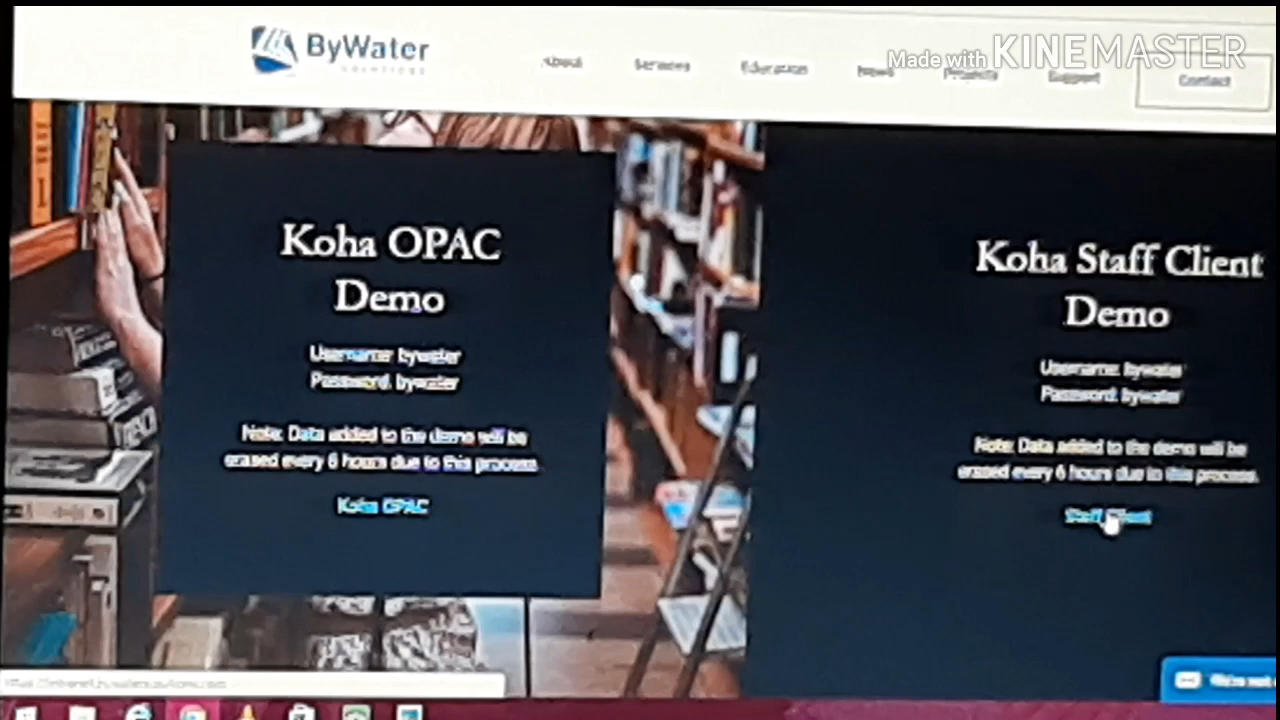 ByWater
SOLUTIONS
About Services Education News Projects Support Contact
Made with KINEMASTER
Koha OPAC
Demo
Username: bywater
Password: bywater
Note: Data added to the demo will be
erased every 6 hours due to this process.
Koha OPAC
Koha Staff Client
Demo
Username: bywater
Password: bywater
Note: Data added to the demo will be
erased every 6 hours due to this process.
Staff Client